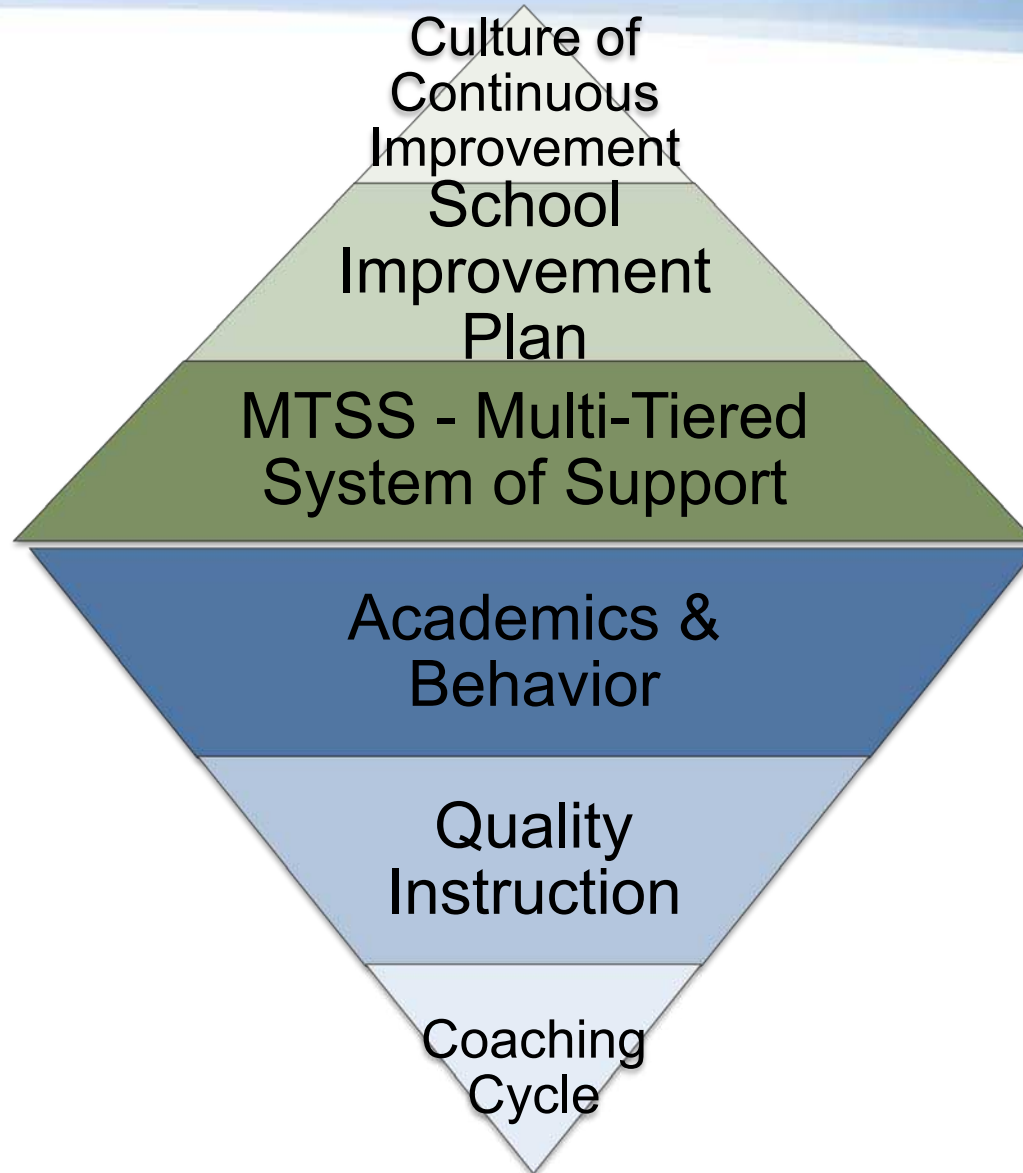 Culture of
Continuous
Improvement
School
Improvement
Plan
MTSS - Multi-Tiered
System of Support
Academics &
Behavior
Quality
Instruction
Coaching
Cycle